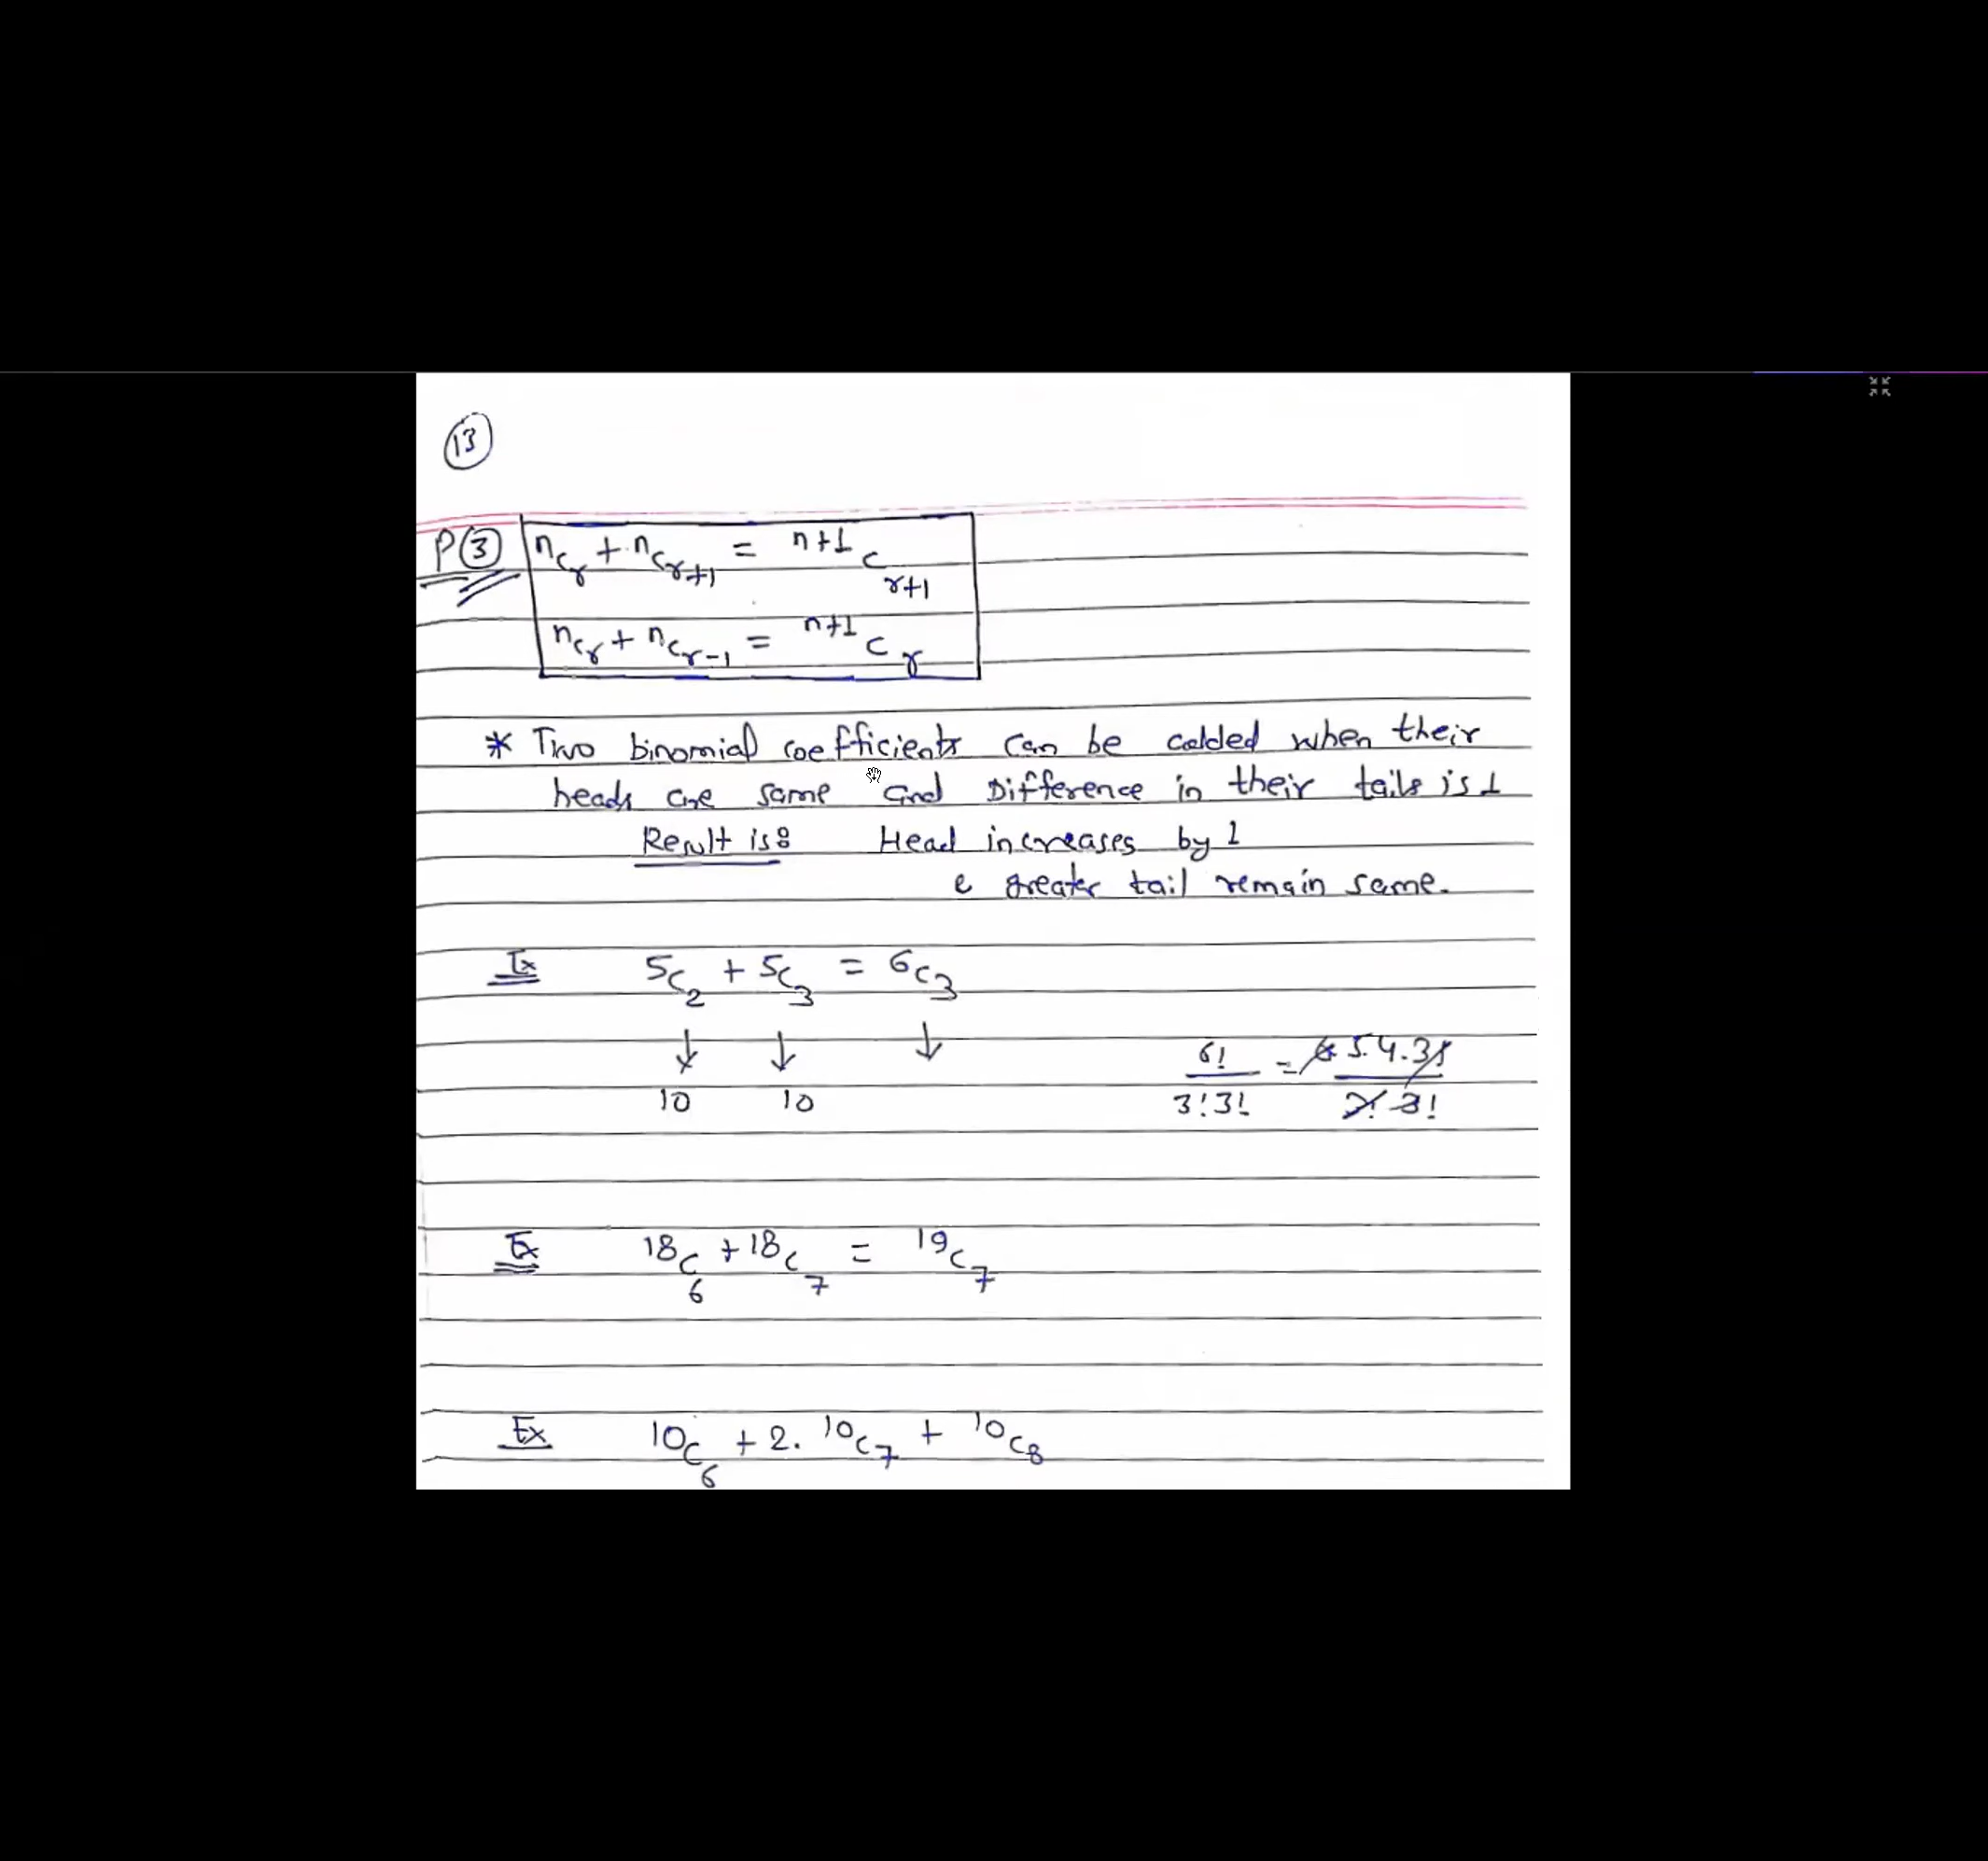 13
P(3) nCr + nCr+1 = n+1Cr+1
nCr + nCr-1 = n+1Cr
* Two binomial coefficients can be added when their
heads are same and Difference in their tails is 1
Result is: Head increases by 1
& greater tail remain same.
Ex 5C2 + 5C3 = 6C3
↓ ↓ ↓
10 10
6!/3!3! = 6.5.4.3!/3! 3!
Ex 18C6 + 18C7 = 19C7
Ex 10C6 + 2. 10C7 + 10C8